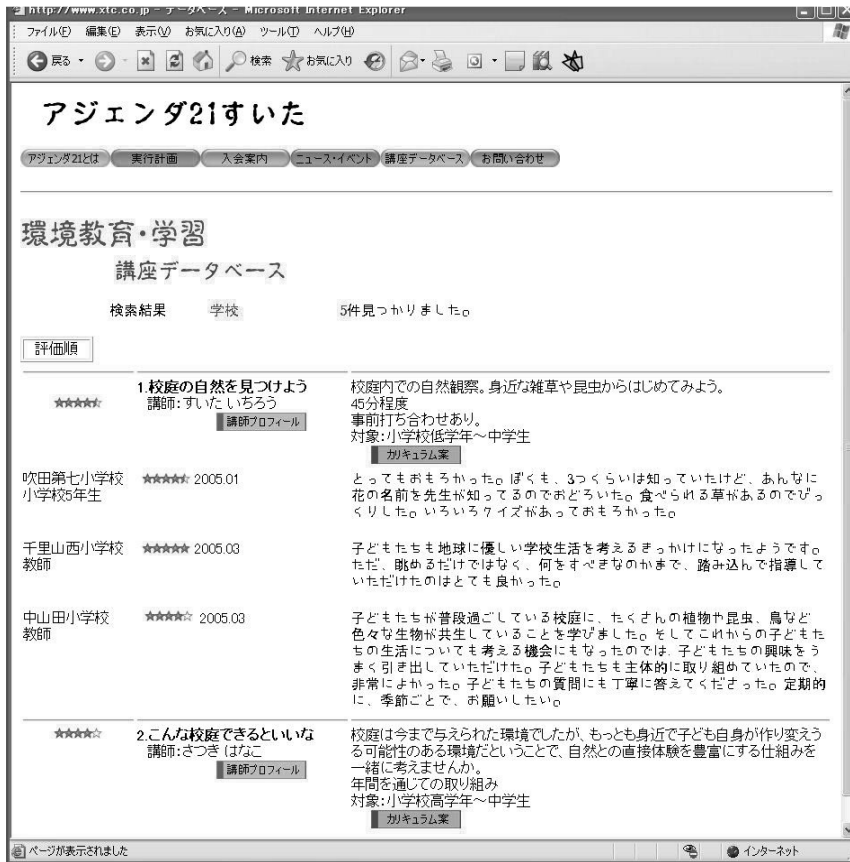 http://www.xtc.co.jp - データベース - Microsoft Internet Explorer
ファイル(F) 編集(E) 表示(V) お気に入り(A) ツール(T) ヘルプ(H)
戻る 検索 お気に入り
アジェンダ21すいた
アジェンダ21とは 実行計画 入会案内 ニュース・イベント 講座データベース お問い合わせ
環境教育・学習
講座データベース
検索結果 学校 5件見つかりました。
評価順
★★★★☆ 1.校庭の自然を見つけよう 校庭内での自然観察。身近な雑草や昆虫からはじめてみよう。
講師:すいた いちろう 45分程度
講師プロフィール 事前打ち合わせあり。
対象:小学校低学年～中学生
カリキュラム案
吹田第七小学校 ★★★★☆ 2005.01 とってもおもろかった。ぼくも、3つくらいは知っていたけど、あんなに
小学校5年生 花の名前を先生が知ってるのでおどろいた。食べられる草があるのでびっ
くりした。いろいろクイズがあっておもろかった。
千里山西小学校 ★★★★★ 2005.03 子どもたちも地球に優しい学校生活を考えるきっかけになったようです。
教師 ただ、眺めるだけではなく、何をすべきなのかまで、踏み込んで指導して
いただけたのはとても良かった。
中山田小学校 ★★★★☆ 2005.03 子どもたちが普段過ごしている校庭に、たくさんの植物や昆虫、鳥など
教師 色々な生物が共生していることを学びました。そしてこれからの子どもた
ちの生活についても考える機会にもなったのでは、子どもたちの興味をう
まく引き出していただけた。子どもたちも主体的に取り組めていたので、
非常によかった。子どもたちの質問にも丁寧に答えてくださった。定期的
に、季節ごとで、お願いしたい。
★★★★☆ 2.こんな校庭できるといいな 校庭は今まで与えられた環境でしたが、もっとも身近で子ども自身が作り変えう
講師:さつき はなこ る可能性のある環境だということで、自然との直接体験を豊富にする仕組みを
講師プロフィール 一緒に考えませんか。
年間を通じての取り組み
対象:小学校高学年～中学生
カリキュラム案
ページが表示されました インターネット